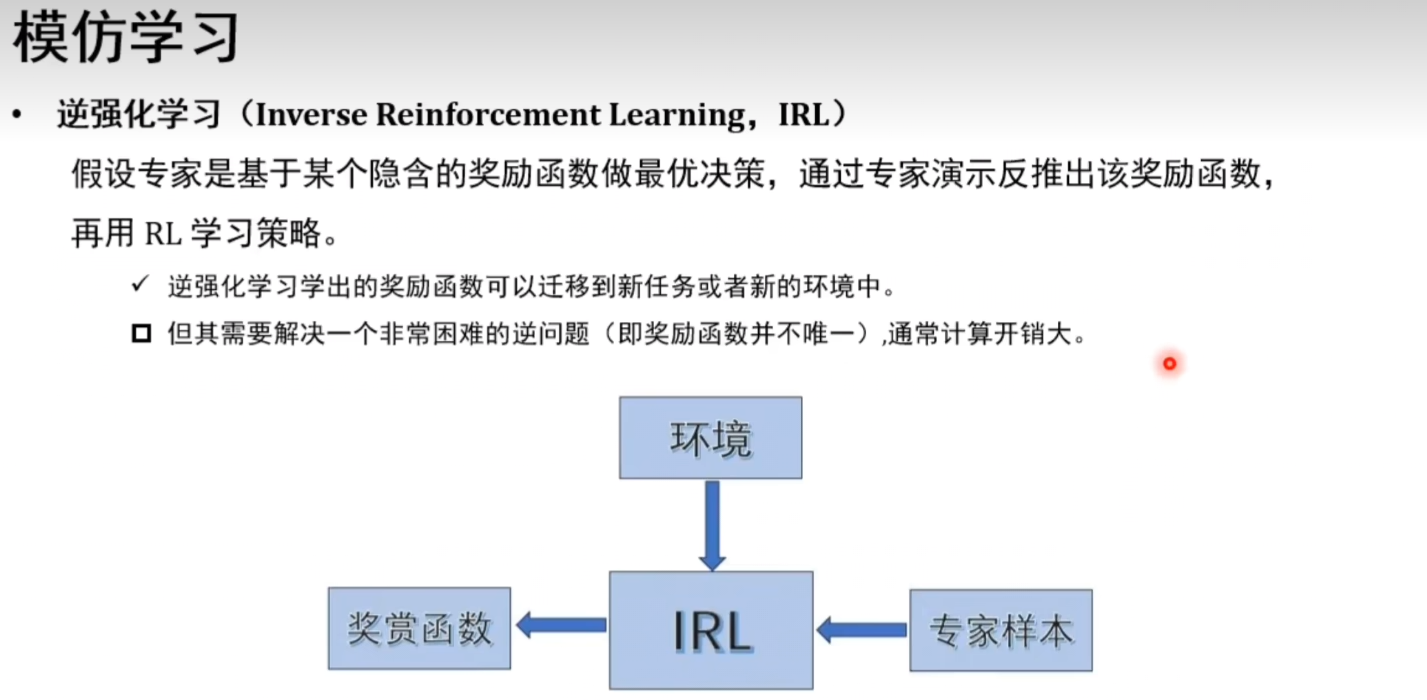 模仿学习
• 逆强化学习（Inverse Reinforcement Learning，IRL）
假设专家是基于某个隐含的奖励函数做最优决策，通过专家演示反推出该奖励函数，
再用 RL 学习策略。
✓ 逆强化学习学出的奖励函数可以迁移到新任务或者新的环境中。
但其需要解决一个非常困难的逆问题（即奖励函数并不唯一）,通常计算开销大。
环境
奖赏函数
IRL
专家样本